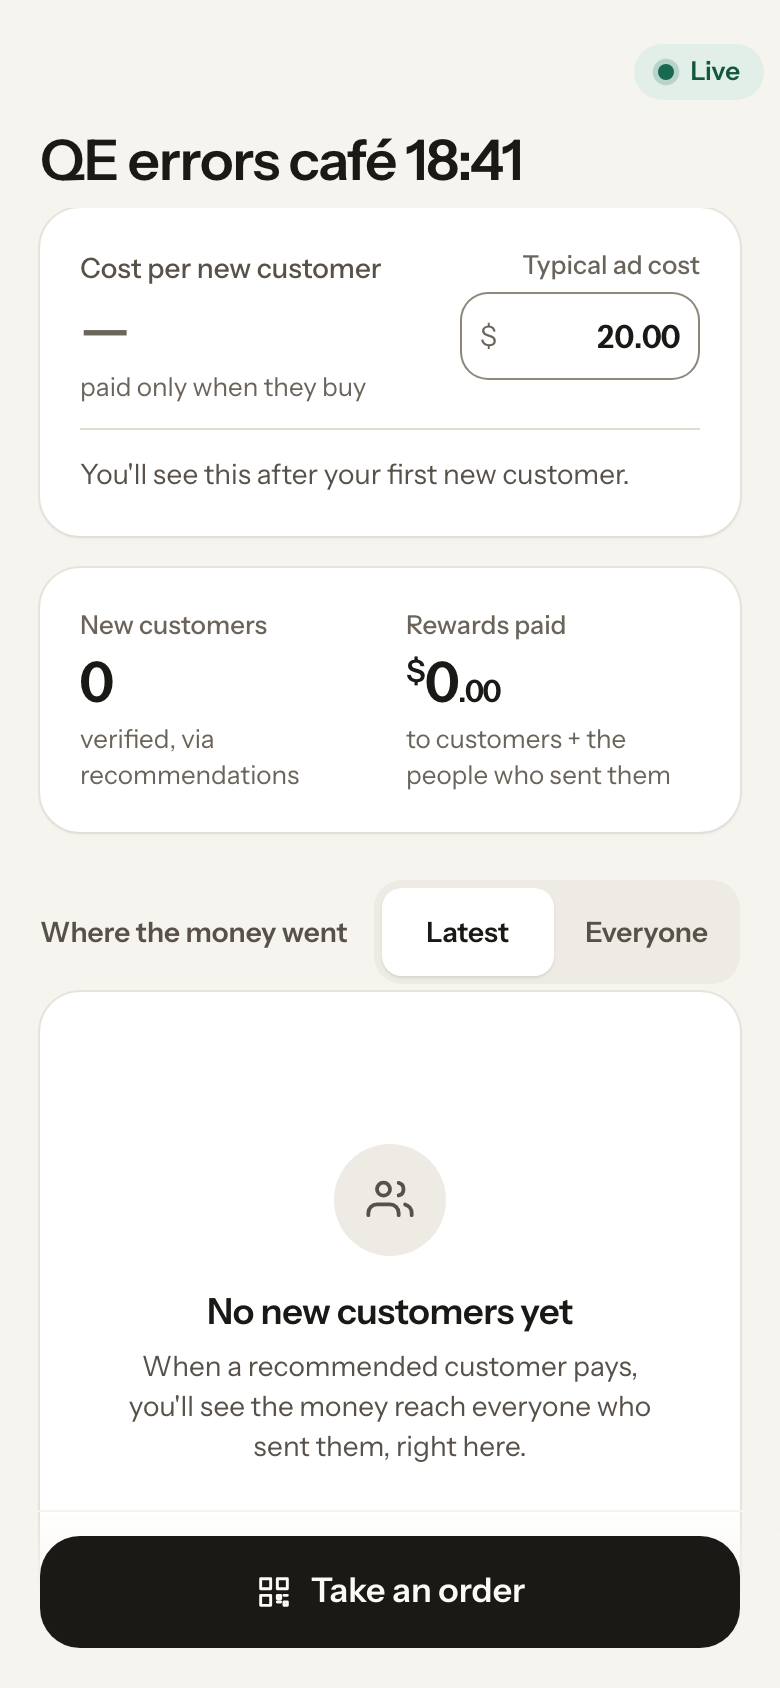 Live
QE errors café 18:41
Cost per new customer
—
paid only when they buy
Typical ad cost
$ 20.00
You'll see this after your first new customer.
New customers
0
verified, via
recommendations
Rewards paid
$0.00
to customers + the
people who sent them
Where the money went
Latest
Everyone
No new customers yet
When a recommended customer pays,
you'll see the money reach everyone who
sent them, right here.
Take an order